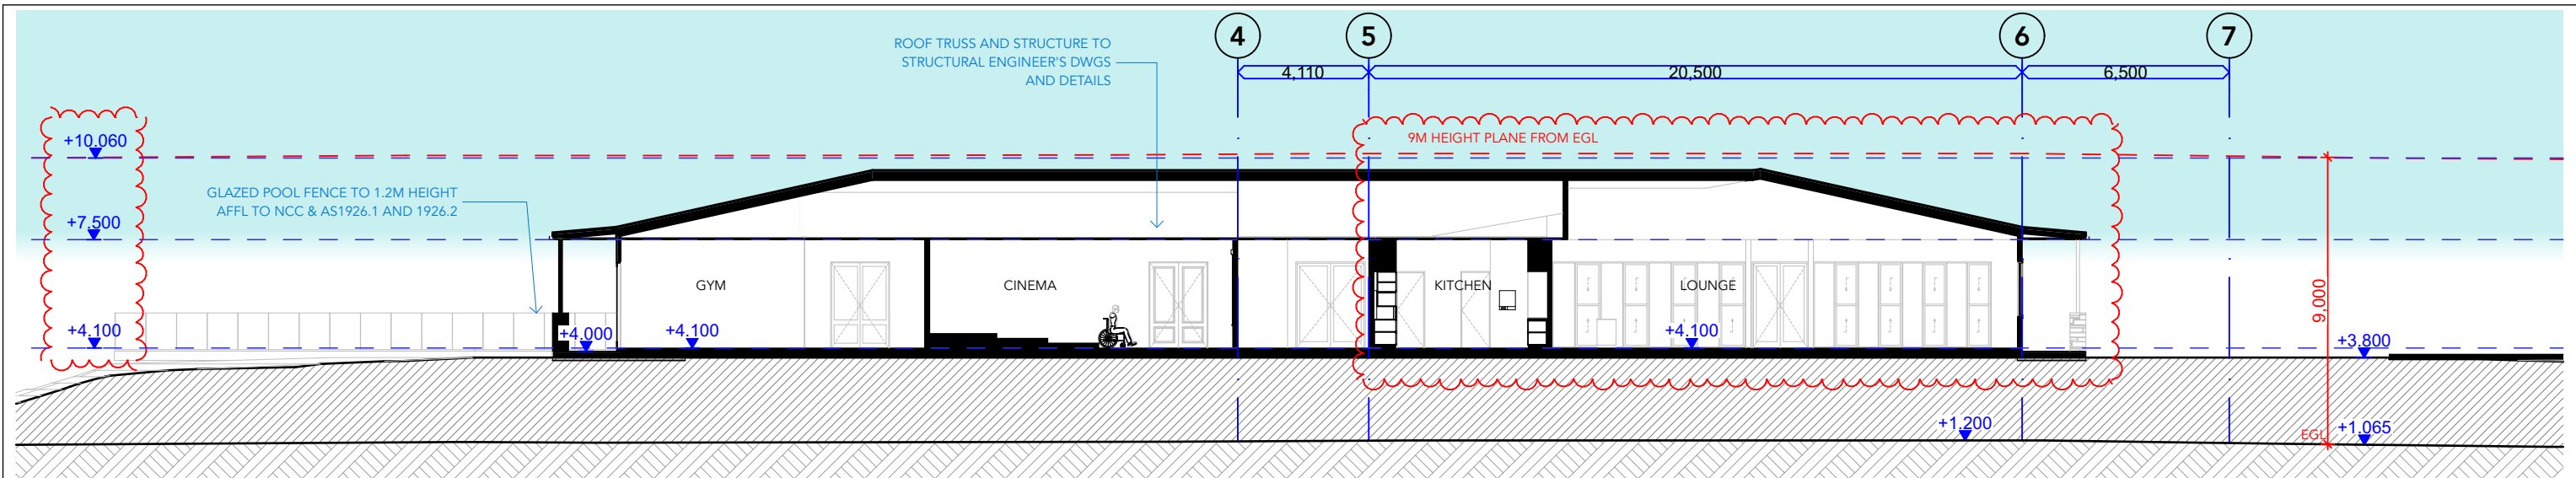 4
5
6
7
ROOF TRUSS AND STRUCTURE TO
STRUCTURAL ENGINEER'S DWGS
AND DETAILS
4,110
20,500
6,500
+10.060
9M HEIGHT PLANE FROM EGL
GLAZED POOL FENCE TO 1.2M HEIGHT
AFFL TO NCC & AS1926.1 AND 1926.2
+7.500
GYM
CINEMA
KITCHEN
LOUNGE
9,000
+4.100
+4.000
+4.100
+4.100
+3.800
+1.200
EGL
+1.065